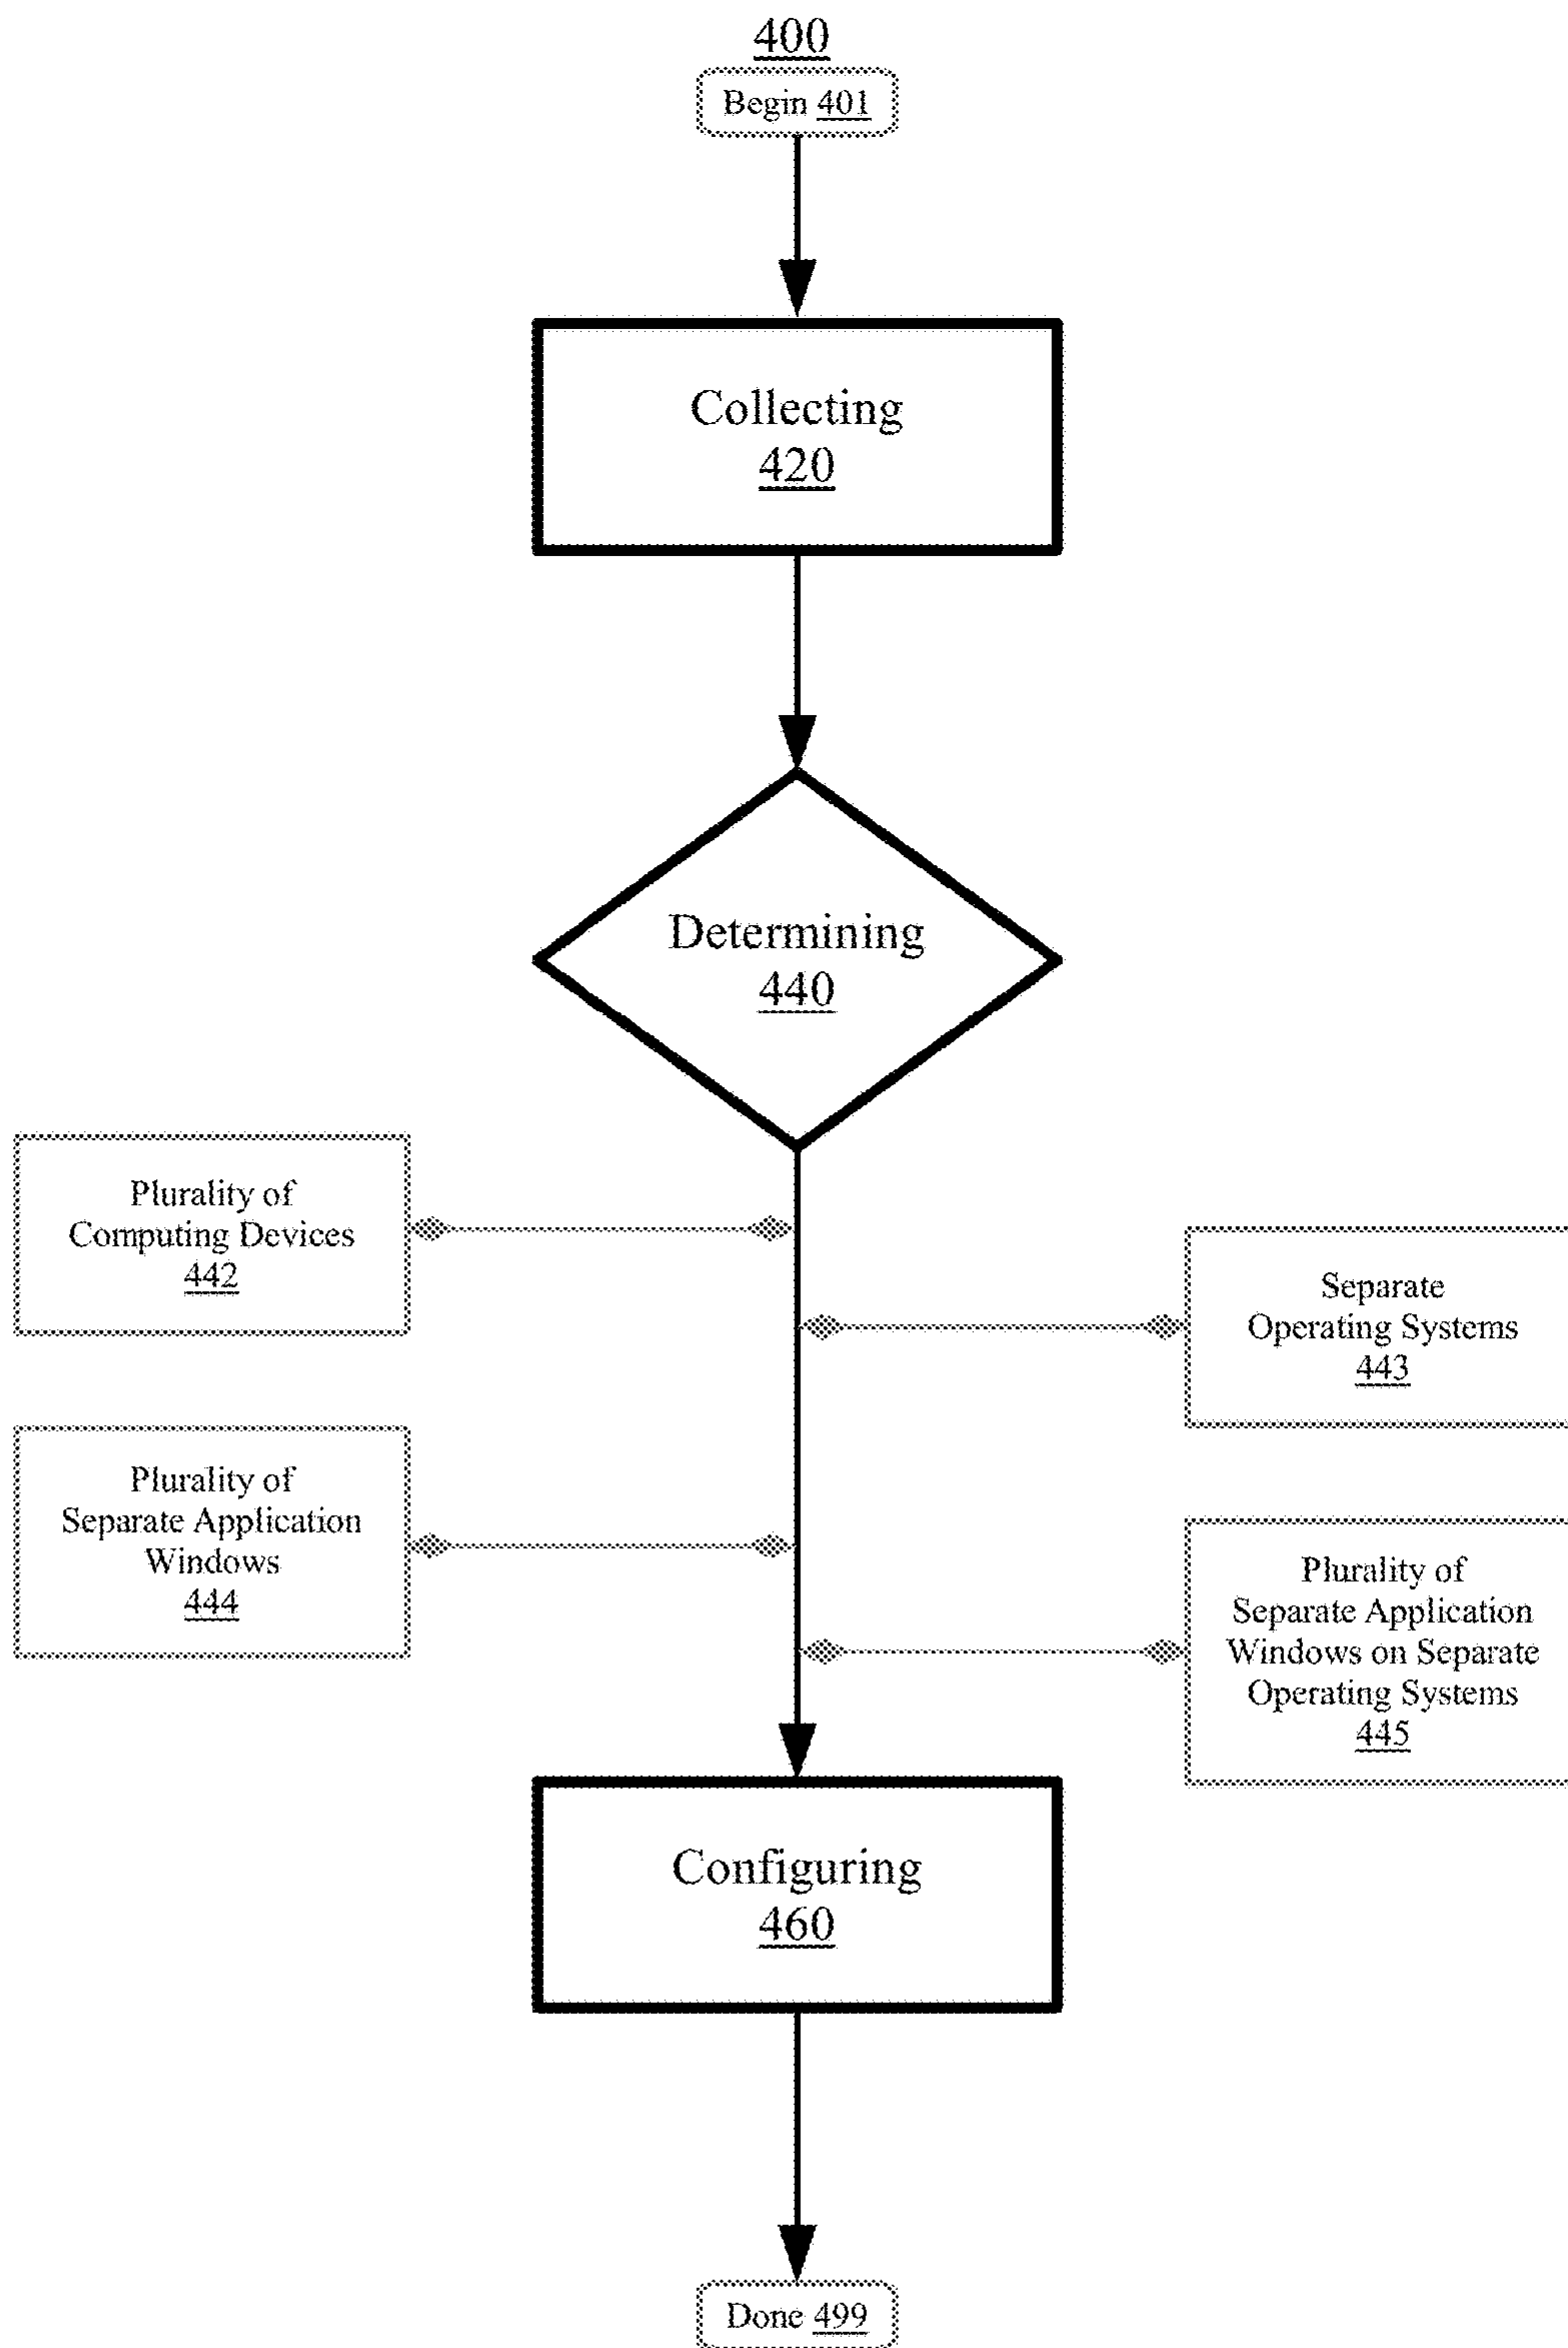 400
Begin 401
Collecting
420
Determining
440
Plurality of
Computing Devices
442
Separate
Operating Systems
443
Plurality of
Separate Application
Windows
444
Plurality of
Separate Application
Windows on Separate
Operating Systems
445
Configuring
460
Done 499